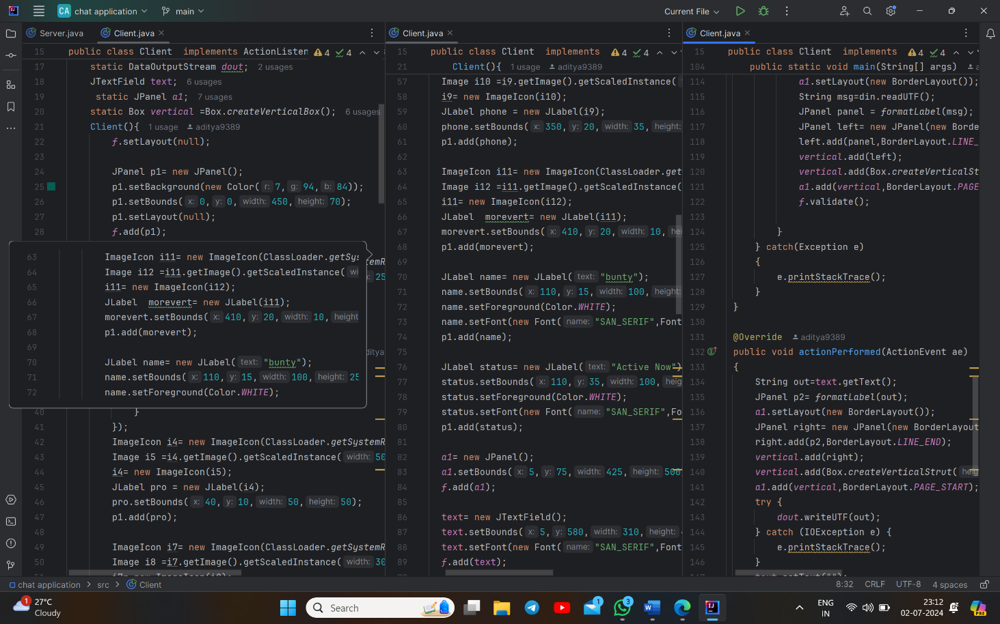 CA chat application main Current File
Server.java Client.java
15 public class Client implements ActionListen 4 4
17 static DataOutputStream dout; 2 usages
18 JTextField text; 6 usages
19 static JPanel a1; 7 usages
20 static Box vertical =Box.createVerticalBox(); 6 usages
21 Client(){ 1 usage aditya9389
22 f.setLayout(null);
23
24 JPanel p1= new JPanel();
25 p1.setBackground(new Color( r: 7, g: 94, b: 84));
26 p1.setBounds( x: 0, y: 0, width: 450, height: 70);
27 p1.setLayout(null);
28 f.add(p1);
63 ImageIcon i11= new ImageIcon(ClassLoader.getSys
64 Image i12 =i11.getImage().getScaledInstance( wi
65 i11= new ImageIcon(i12);
66 JLabel morevert= new JLabel(i11);
67 morevert.setBounds( x: 410, y: 20, width: 10, height
68 p1.add(morevert);
69
70 JLabel name= new JLabel( text: "bunty");
71 name.setBounds( x: 110, y: 15, width: 100, height: 25
72 name.setForeground(Color.WHITE);
emR
25
ditya
40 }
41 });
42 ImageIcon i4= new ImageIcon(ClassLoader.getSystemR
43 Image i5 =i4.getImage().getScaledInstance( width: 50
44 i4= new ImageIcon(i5);
45 JLabel pro = new JLabel(i4);
46 pro.setBounds( x: 40, y: 10, width: 50, height: 50);
47 p1.add(pro);
48
49 ImageIcon i7= new ImageIcon(ClassLoader.getSystemR
50 Image i8 =i7.getImage().getScaledInstance( width: 30
Client.java
15 public class Client implements 4 4
21 Client(){ 1 usage aditya9389
57 Image i10 =i9.getImage().getScaledInstance(
58 i9= new ImageIcon(i10);
59 JLabel phone = new JLabel(i9);
60 phone.setBounds( x: 350, y: 20, width: 35, height:
61 p1.add(phone);
62
63 ImageIcon i11= new ImageIcon(ClassLoader.get
64 Image i12 =i11.getImage().getScaledInstance(
65 i11= new ImageIcon(i12);
66 JLabel morevert= new JLabel(i11);
67 morevert.setBounds( x: 410, y: 20, width: 10, hei
68 p1.add(morevert);
69
70 JLabel name= new JLabel( text: "bunty");
71 name.setBounds( x: 110, y: 15, width: 100, height:
72 name.setForeground(Color.WHITE);
73 name.setFont(new Font( name: "SAN_SERIF",Font
74 p1.add(name);
75
76 JLabel status= new JLabel( text: "Active Now")
77 status.setBounds( x: 110, y: 35, width: 100, heig
78 status.setForeground(Color.WHITE);
79 status.setFont(new Font( name: "SAN_SERIF",Fo
80 p1.add(status);
81
82 a1= new JPanel();
83 a1.setBounds( x: 5, y: 75, width: 425, height: 500
84 f.add(a1);
85
86 text= new JTextField();
87 text.setBounds( x: 5, y: 580, width: 310, height:
88 text.setFont(new Font( name: "SAN_SERIF",Font
89 f.add(text);
Client.java
15 public class Client implements 4 4
104 public static void main(String[] args)
114 a1.setLayout(new BorderLayout());
115 String msg=din.readUTF();
116 JPanel panel = formatLabel(msg);
117 JPanel left= new JPanel(new Borde
118 left.add(panel,BorderLayout.LINE_
119 vertical.add(left);
120 vertical.add(Box.createVerticalSt
121 a1.add(vertical,BorderLayout.PAGE
122 f.validate();
123
124 }
125 } catch(Exception e)
126 {
127 e.printStackTrace();
128 }
129 }
130
131 @Override aditya9389
132 public void actionPerformed(ActionEvent ae)
133 {
134 String out=text.getText();
135 JPanel p2= formatLabel(out);
136 a1.setLayout(new BorderLayout());
137 JPanel right= new JPanel(new BorderLayout
138 right.add(p2,BorderLayout.LINE_END);
139 vertical.add(right);
140 vertical.add(Box.createVerticalStrut( heig
141 a1.add(vertical,BorderLayout.PAGE_START);
142 try {
143 dout.writeUTF(out);
144 } catch (IOException e) {
145 e.printStackTrace();
146 }
chat application src Client 8:32 CRLF UTF-8 4 spaces
1 27°C
Cloudy
Search
1
3
ENG
IN
23:12
02-07-2024
PRE